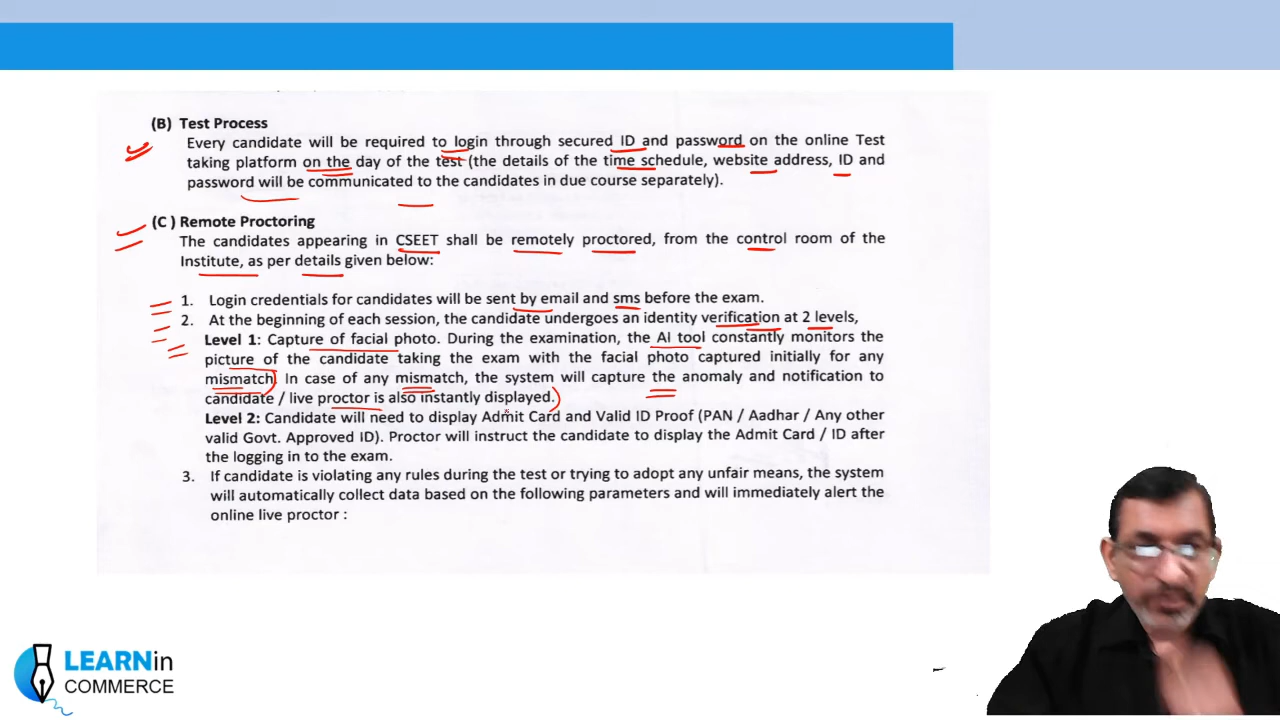 (B) Test Process
Every candidate will be required to login through secured ID and password on the online Test
taking platform on the day of the test (the details of the time schedule, website address, ID and
password will be communicated to the candidates in due course separately).
(C ) Remote Proctoring
The candidates appearing in CSEET shall be remotely proctored, from the control room of the
Institute, as per details given below:
1. Login credentials for candidates will be sent by email and sms before the exam.
2. At the beginning of each session, the candidate undergoes an identity verification at 2 levels,
Level 1: Capture of facial photo. During the examination, the AI tool constantly monitors the
picture of the candidate taking the exam with the facial photo captured initially for any
mismatch. In case of any mismatch, the system will capture the anomaly and notification to
candidate / live proctor is also instantly displayed.
Level 2: Candidate will need to display Admit Card and Valid ID Proof (PAN / Aadhar / Any other
valid Govt. Approved ID). Proctor will instruct the candidate to display the Admit Card / ID after
the logging in to the exam.
3. If candidate is violating any rules during the test or trying to adopt any unfair means, the system
will automatically collect data based on the following parameters and will immediately alert the
online live proctor :
LEARNin
COMMERCE